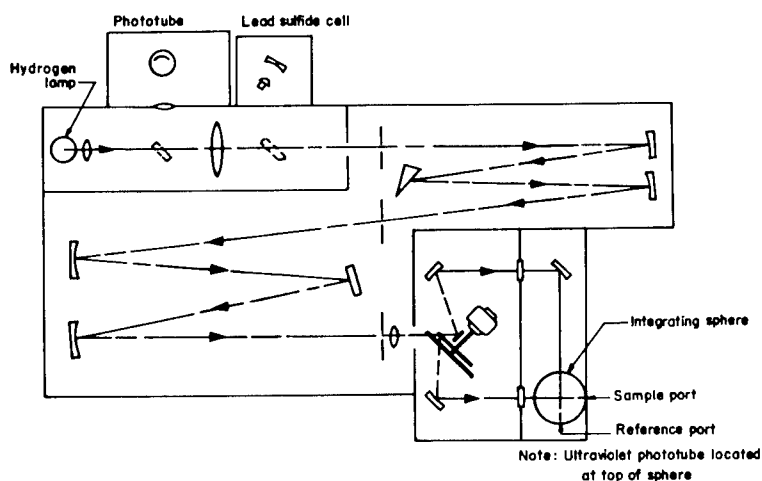 Phototube
Lead sulfide cell
Hydrogen
lamp
Integrating sphere
Sample port
Reference port
Note: Ultraviolet phototube located
at top of sphere